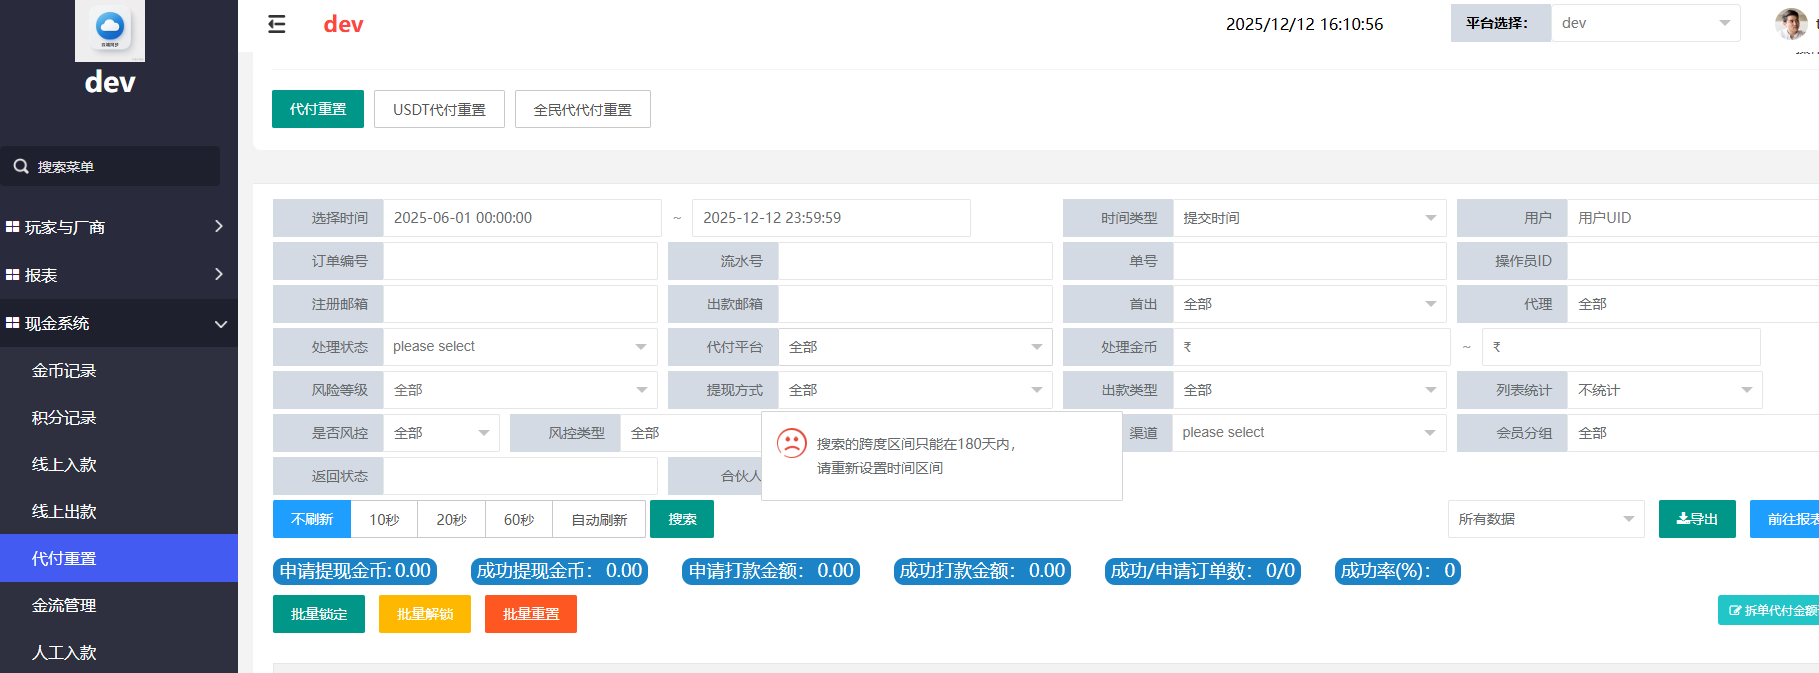 dev
dev
2025/12/12 16:10:56
平台选择：
dev
代付重置
USDT代付重置
全民代代付重置
搜索菜单
玩家与厂商
报表
现金系统
金币记录
积分记录
线上入款
线上出款
代付重置
金流管理
人工入款
选择时间 2025-06-01 00:00:00 ~ 2025-12-12 23:59:59 时间类型 提交时间 用户 用户UID
订单编号 流水号 单号 操作员ID
注册邮箱 出款邮箱 首出 全部 代理 全部
处理状态 please select 代付平台 全部 处理金币 ₹ ~ ₹
风险等级 全部 提现方式 全部 出款类型 全部 列表统计 不统计
是否风控 全部 风控类型 全部 渠道 please select 会员分组 全部
返回状态 合伙人
搜索的跨度区间只能在180天内，
请重新设置时间区间
不刷新 10秒 20秒 60秒 自动刷新 搜索 所有数据 导出 前往报表
申请提现金币: 0.00 成功提现金币： 0.00 申请打款金额： 0.00 成功打款金额： 0.00 成功/申请订单数： 0/0 成功率(%)： 0
批量锁定 批量解锁 批量重置 拆单代付金额